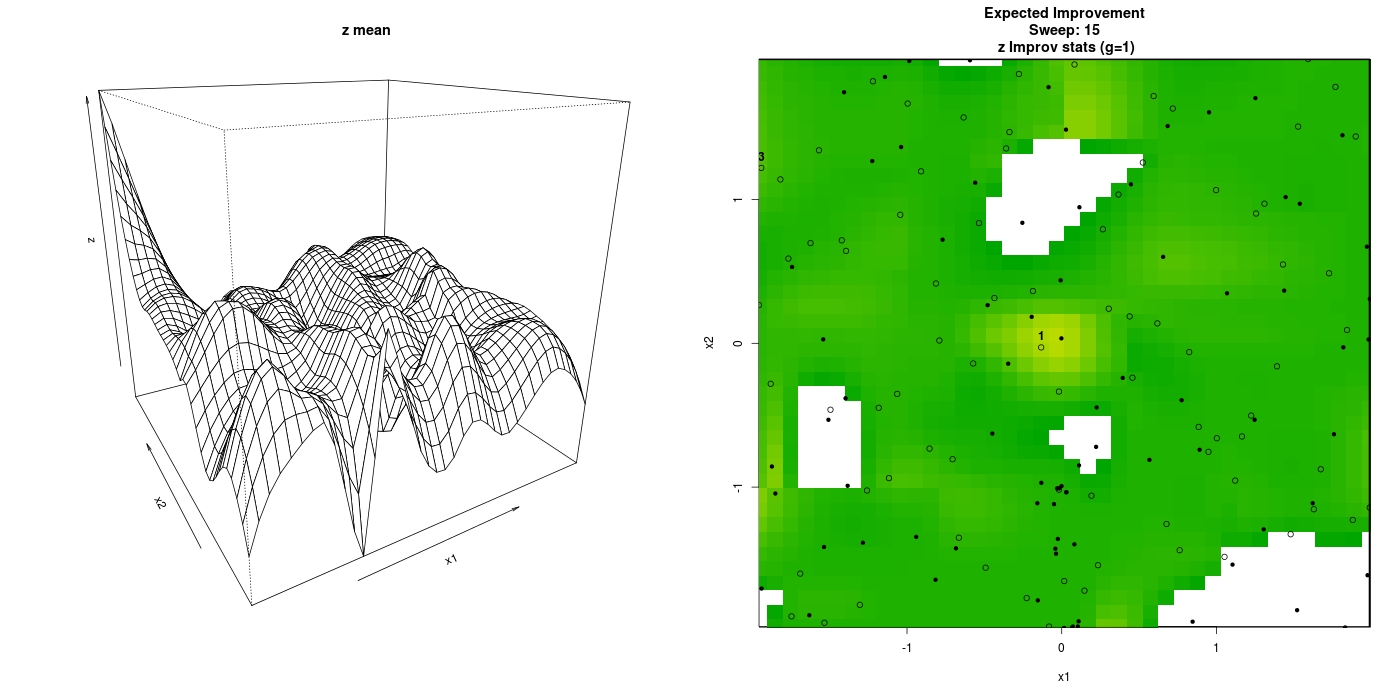 z mean
z
x2
x1
Expected Improvement
Sweep: 15
z Improv stats (g=1)
3
1
x2
1
0
-1
-1
0
1
x1